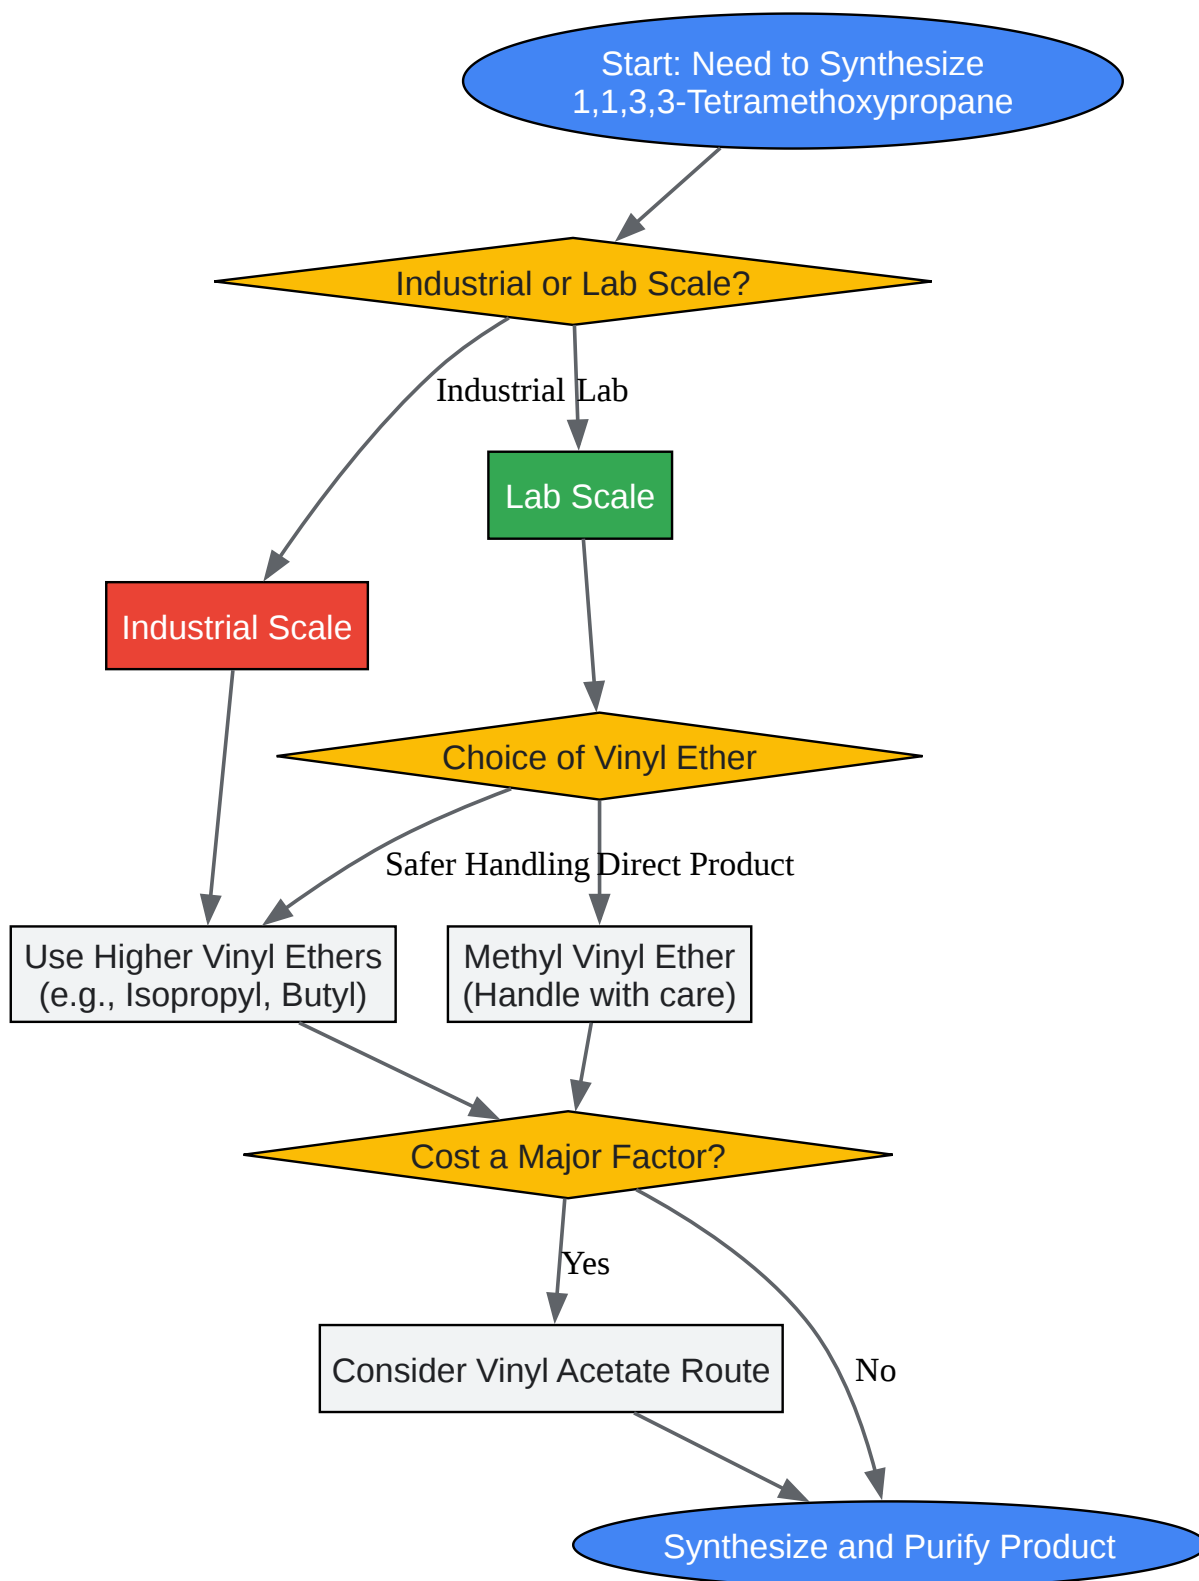 Start: Need to Synthesize
1,1,3,3-Tetramethoxypropane
Industrial or Lab Scale?
Industrial
Lab
Lab Scale
Industrial Scale
Choice of Vinyl Ether
Safer Handling
Direct Product
Use Higher Vinyl Ethers
(e.g., Isopropyl, Butyl)
Methyl Vinyl Ether
(Handle with care)
Cost a Major Factor?
Yes
Consider Vinyl Acetate Route
No
Synthesize and Purify Product